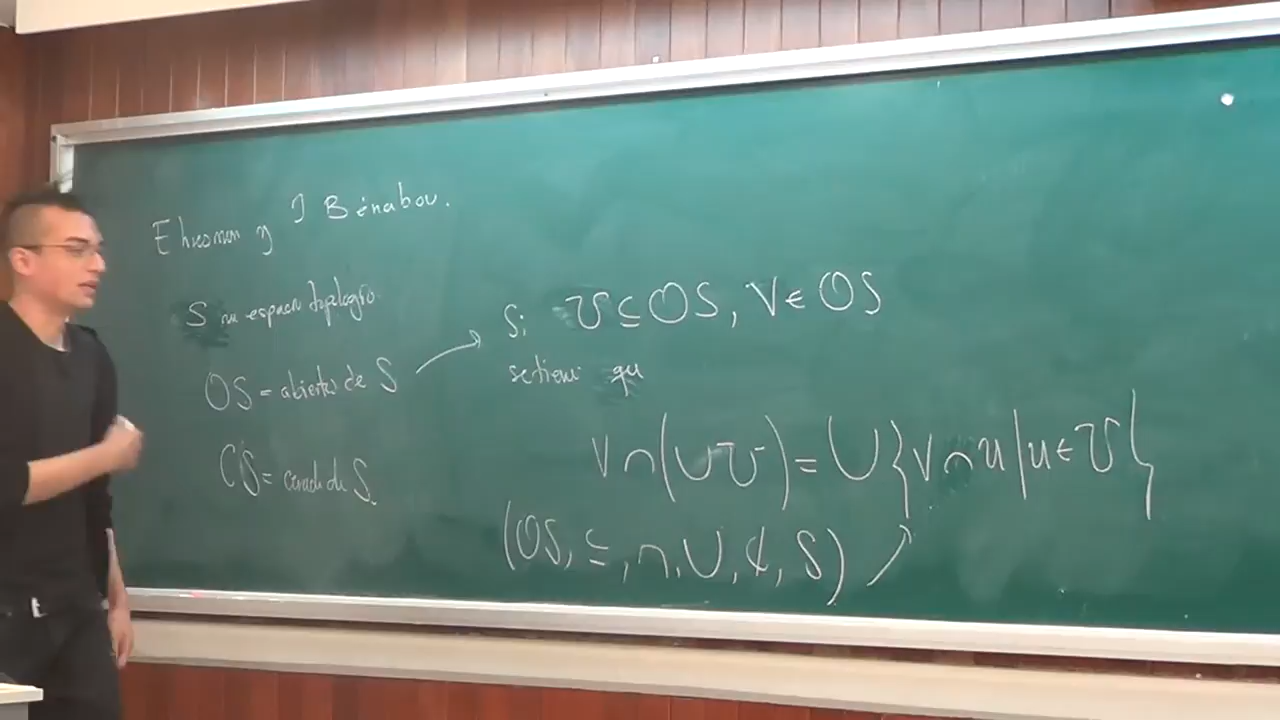 Ehresmann y J Bénabou.
S un espacio topológico
OS = abiertos de S
CS = cerrados de S.
Si 𝒰 ⊆ OS, V ∈ OS
se tiene que
V ∩ (∪𝒰) = ∪{V ∩ u | u ∈ 𝒰}
(OS, ⊆, ∩, ∪, ∅, S)